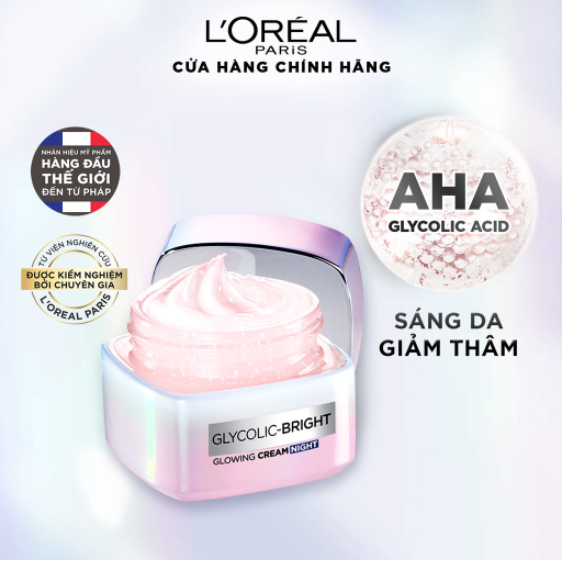 L'ORÉAL
PARIS
CỬA HÀNG CHÍNH HÃNG
NHÃN HIỆU MỸ PHẨM
HÀNG ĐẦU
THẾ GIỚI
ĐẾN TỪ PHÁP
TỪ VIỆN NGHIÊN CỨU
ĐƯỢC KIỂM NGHIỆM
BỞI CHUYÊN GIA
L'OREAL PARIS
AHA
GLYCOLIC ACID
SÁNG DA
GIẢM THÂM
GLYCOLIC-BRIGHT
GLOWING CREAM NIGHT